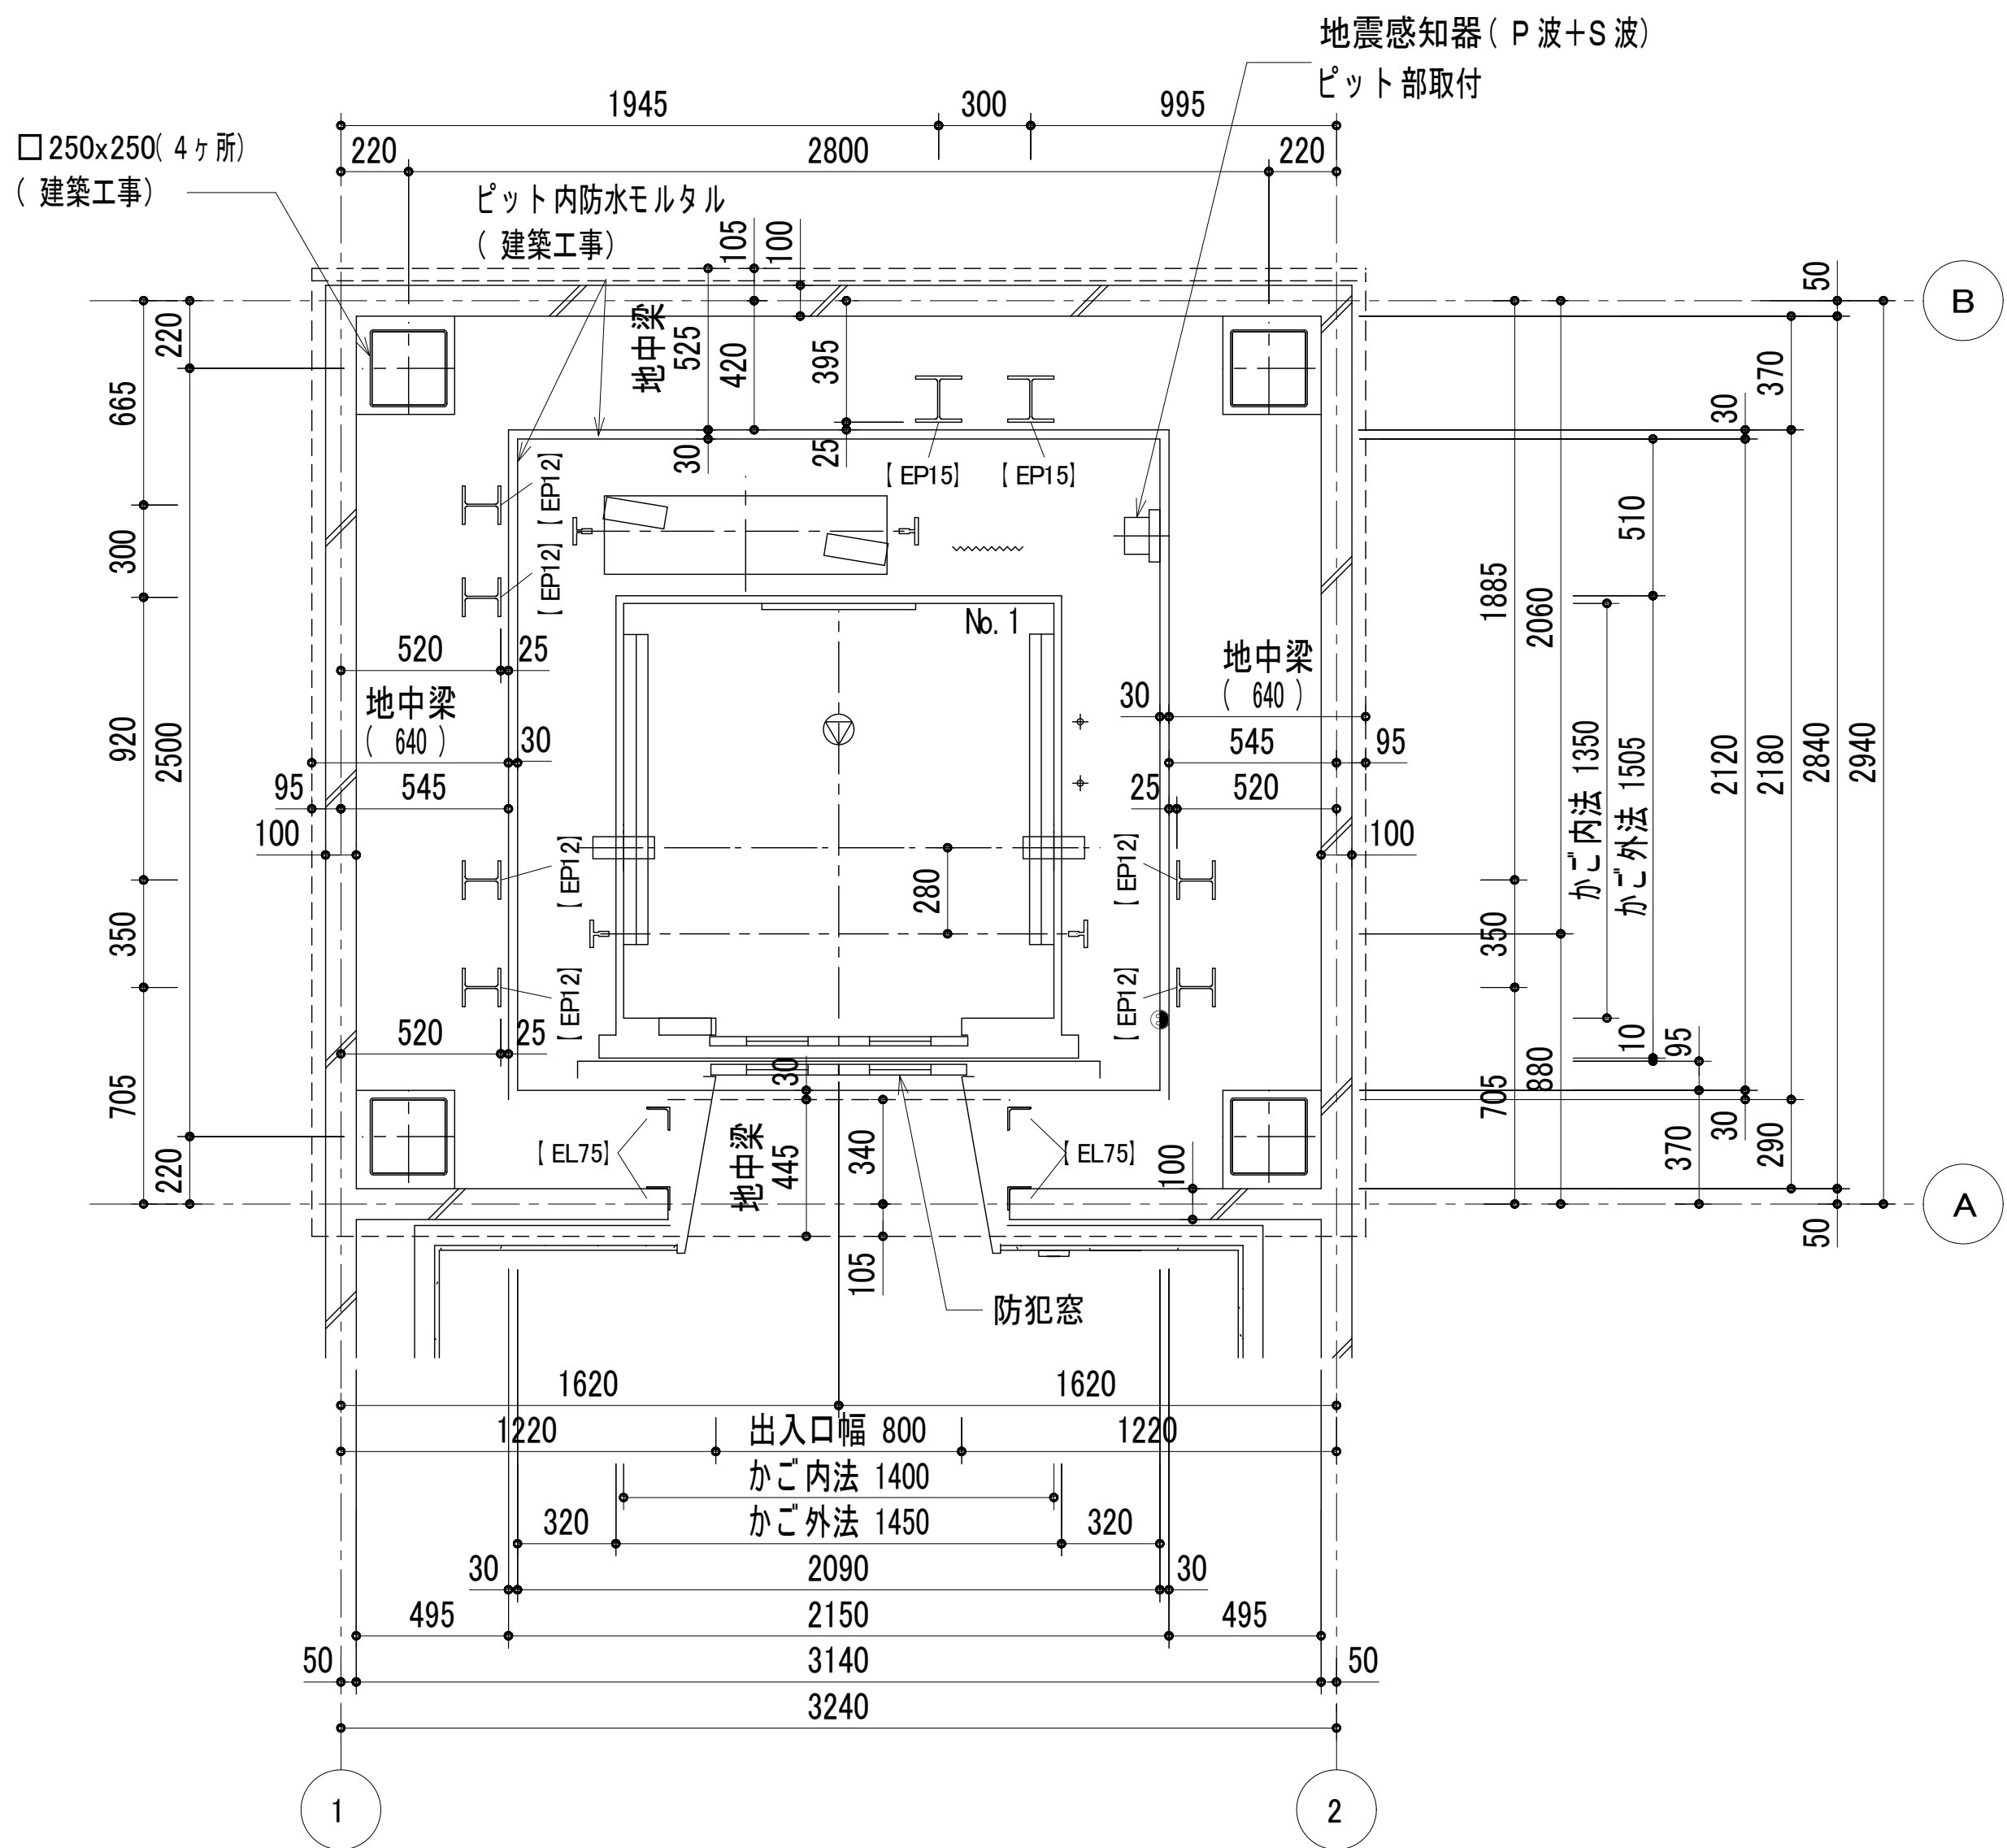 地震感知器( P 波+S 波)
ピット部取付
1945 300 995
□250x250( 4 ヶ所)
( 建築工事)
220 2800 220
ピット内防水モルタル
( 建築工事)
105
100
50
B
220
地中梁
525
420
395
370
30
665
30
25
【 EP15】
【 EP15】
【 EP12】
510
300
【 EP12】
1885
2060
No. 1
520 25
地中梁
( 640 )
30
地中梁
( 640 )
30
920
2500
かご内法 1350
かご外法 1505
2120
2180
2840
2940
545 95
95 545
25 520
100
100
【 EP12】
【 EP12】
280
350
350
【 EP12】
【 EP12】
520 25
10
95
30
880
705
705
【 EL75】
【 EL75】
地中梁
445
340
100
370
30
290
220
A
50
105
防犯窓
1620 1620
1220 出入口幅 800 1220
かご内法 1400
320 かご外法 1450 320
30 2090 30
495 2150 495
50 3140 50
3240
1 2